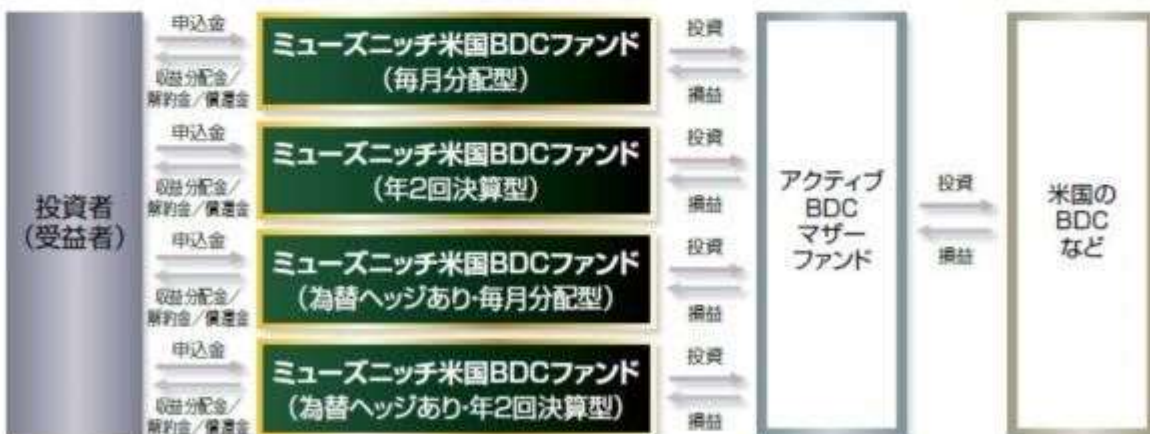 投資者
(受益者)
申込金
収益分配金/
解約金/償還金
ミューズニッチ米国BDCファンド
(毎月分配型)
投資
損益
申込金
収益分配金/
解約金/償還金
ミューズニッチ米国BDCファンド
(年2回決算型)
投資
損益
申込金
収益分配金/
解約金/償還金
ミューズニッチ米国BDCファンド
(為替ヘッジあり・毎月分配型)
投資
損益
申込金
収益分配金/
解約金/償還金
ミューズニッチ米国BDCファンド
(為替ヘッジあり・年2回決算型)
投資
損益
アクティブ
BDC
マザー
ファンド
投資
損益
米国の
BDC
など